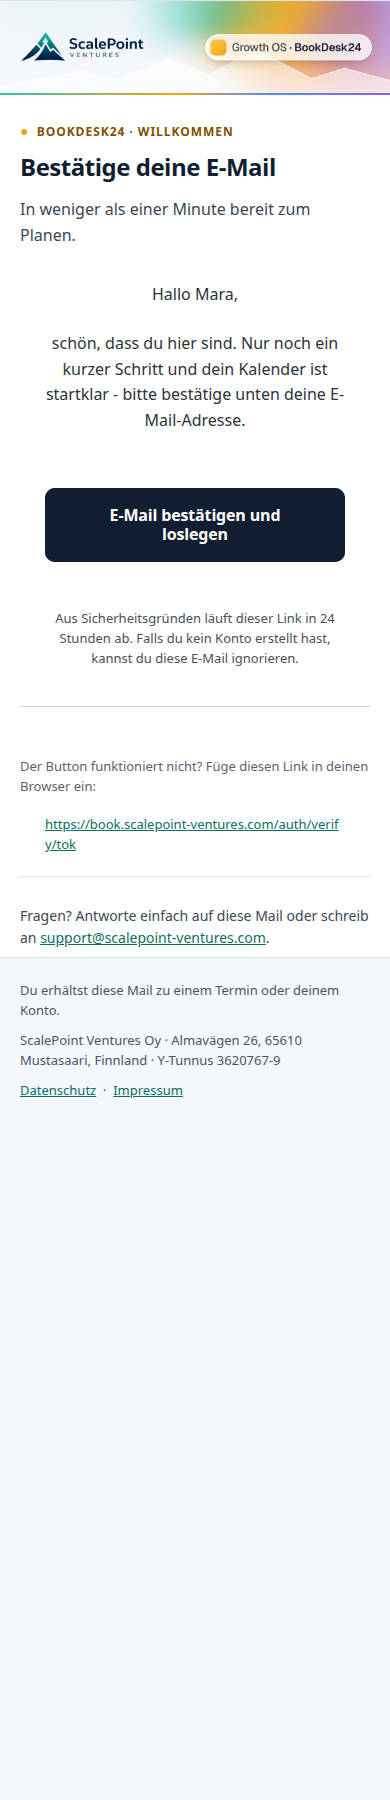 ScalePoint
VENTURES
Growth OS · BookDesk24
BOOKDESK24 · WILLKOMMEN
Bestätige deine E-Mail
In weniger als einer Minute bereit zum
Planen.
Hallo Mara,
schön, dass du hier sind. Nur noch ein
kurzer Schritt und dein Kalender ist
startklar - bitte bestätige unten deine E-
Mail-Adresse.
E-Mail bestätigen und
loslegen
Aus Sicherheitsgründen läuft dieser Link in 24
Stunden ab. Falls du kein Konto erstellt hast,
kannst du diese E-Mail ignorieren.
Der Button funktioniert nicht? Füge diesen Link in deinen
Browser ein:
https://book.scalepoint-ventures.com/auth/verif
y/tok
Fragen? Antworte einfach auf diese Mail oder schreib
an support@scalepoint-ventures.com.
Du erhältst diese Mail zu einem Termin oder deinem
Konto.
ScalePoint Ventures Oy · Almavägen 26, 65610
Mustasaari, Finnland · Y-Tunnus 3620767-9
Datenschutz · Impressum